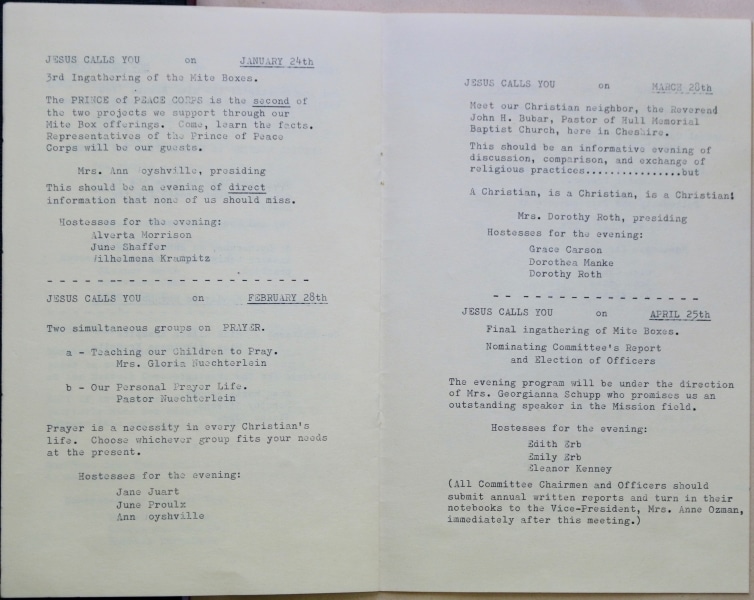 JESUS CALLS YOU on JANUARY 24th
3rd Ingathering of the Mite Boxes.
The PRINCE of PEACE CORPS is the second of
the two projects we support through our
Mite Box offerings. Come, learn the facts.
Representatives of the Prince of Peace
Corps will be our guests.
Mrs. Ann oyshville, presiding
This should be an evening of direct
information that none of us should miss.
Hostesses for the evening:
Alverta Morrison
June Shaffer
Wilhelmena Krampitz
JESUS CALLS YOU on FEBRUARY 28th
Two simultaneous groups on PRAYER.
a - Teaching our Children to Pray.
Mrs. Gloria Nuechterlein
b - Our Personal Prayer Life.
Pastor Nuechterlein
Prayer is a necessity in every Christian's
life. Choose whichever group fits your needs
at the present.
Hostesses for the evening:
Jane Juart
June Proulx
Ann oyshville
JESUS CALLS YOU on MARCH 28th
Meet our Christian neighbor, the Reverend
John H. Bubar, Pastor of Hull Memorial
Baptist Church, here in Cheshire.
This should be an informative evening of
discussion, comparison, and exchange of
religious practices................but
A Christian, is a Christian, is a Christian!
Mrs. Dorothy Roth, presiding
Hostesses for the evening:
Grace Carson
Dorothea Manke
Dorothy Roth
JESUS CALLS YOU on APRIL 25th
Final ingathering of Mite Boxes.
Nominating Committee's Report
and Election of Officers
The evening program will be under the direction
of Mrs. Georgianna Schupp who promises us an
outstanding speaker in the Mission field.
Hostesses for the evening:
Edith Erb
Emily Erb
Eleanor Kenney
(All Committee Chairmen and Officers should
submit annual written reports and turn in their
notebooks to the Vice-President, Mrs. Anne Ozman,
immediately after this meeting.)